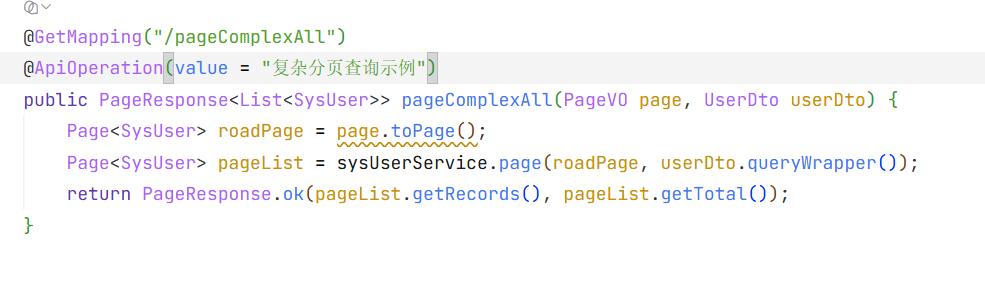 @GetMapping("/pageComplexAll")
@ApiOperation(value = "复杂分页查询示例")
public PageResponse<List<SysUser>> pageComplexAll(PageVO page, UserDto userDto) {
    Page<SysUser> roadPage = page.toPage();
    Page<SysUser> pageList = sysUserService.page(roadPage, userDto.queryWrapper());
    return PageResponse.ok(pageList.getRecords(), pageList.getTotal());
}